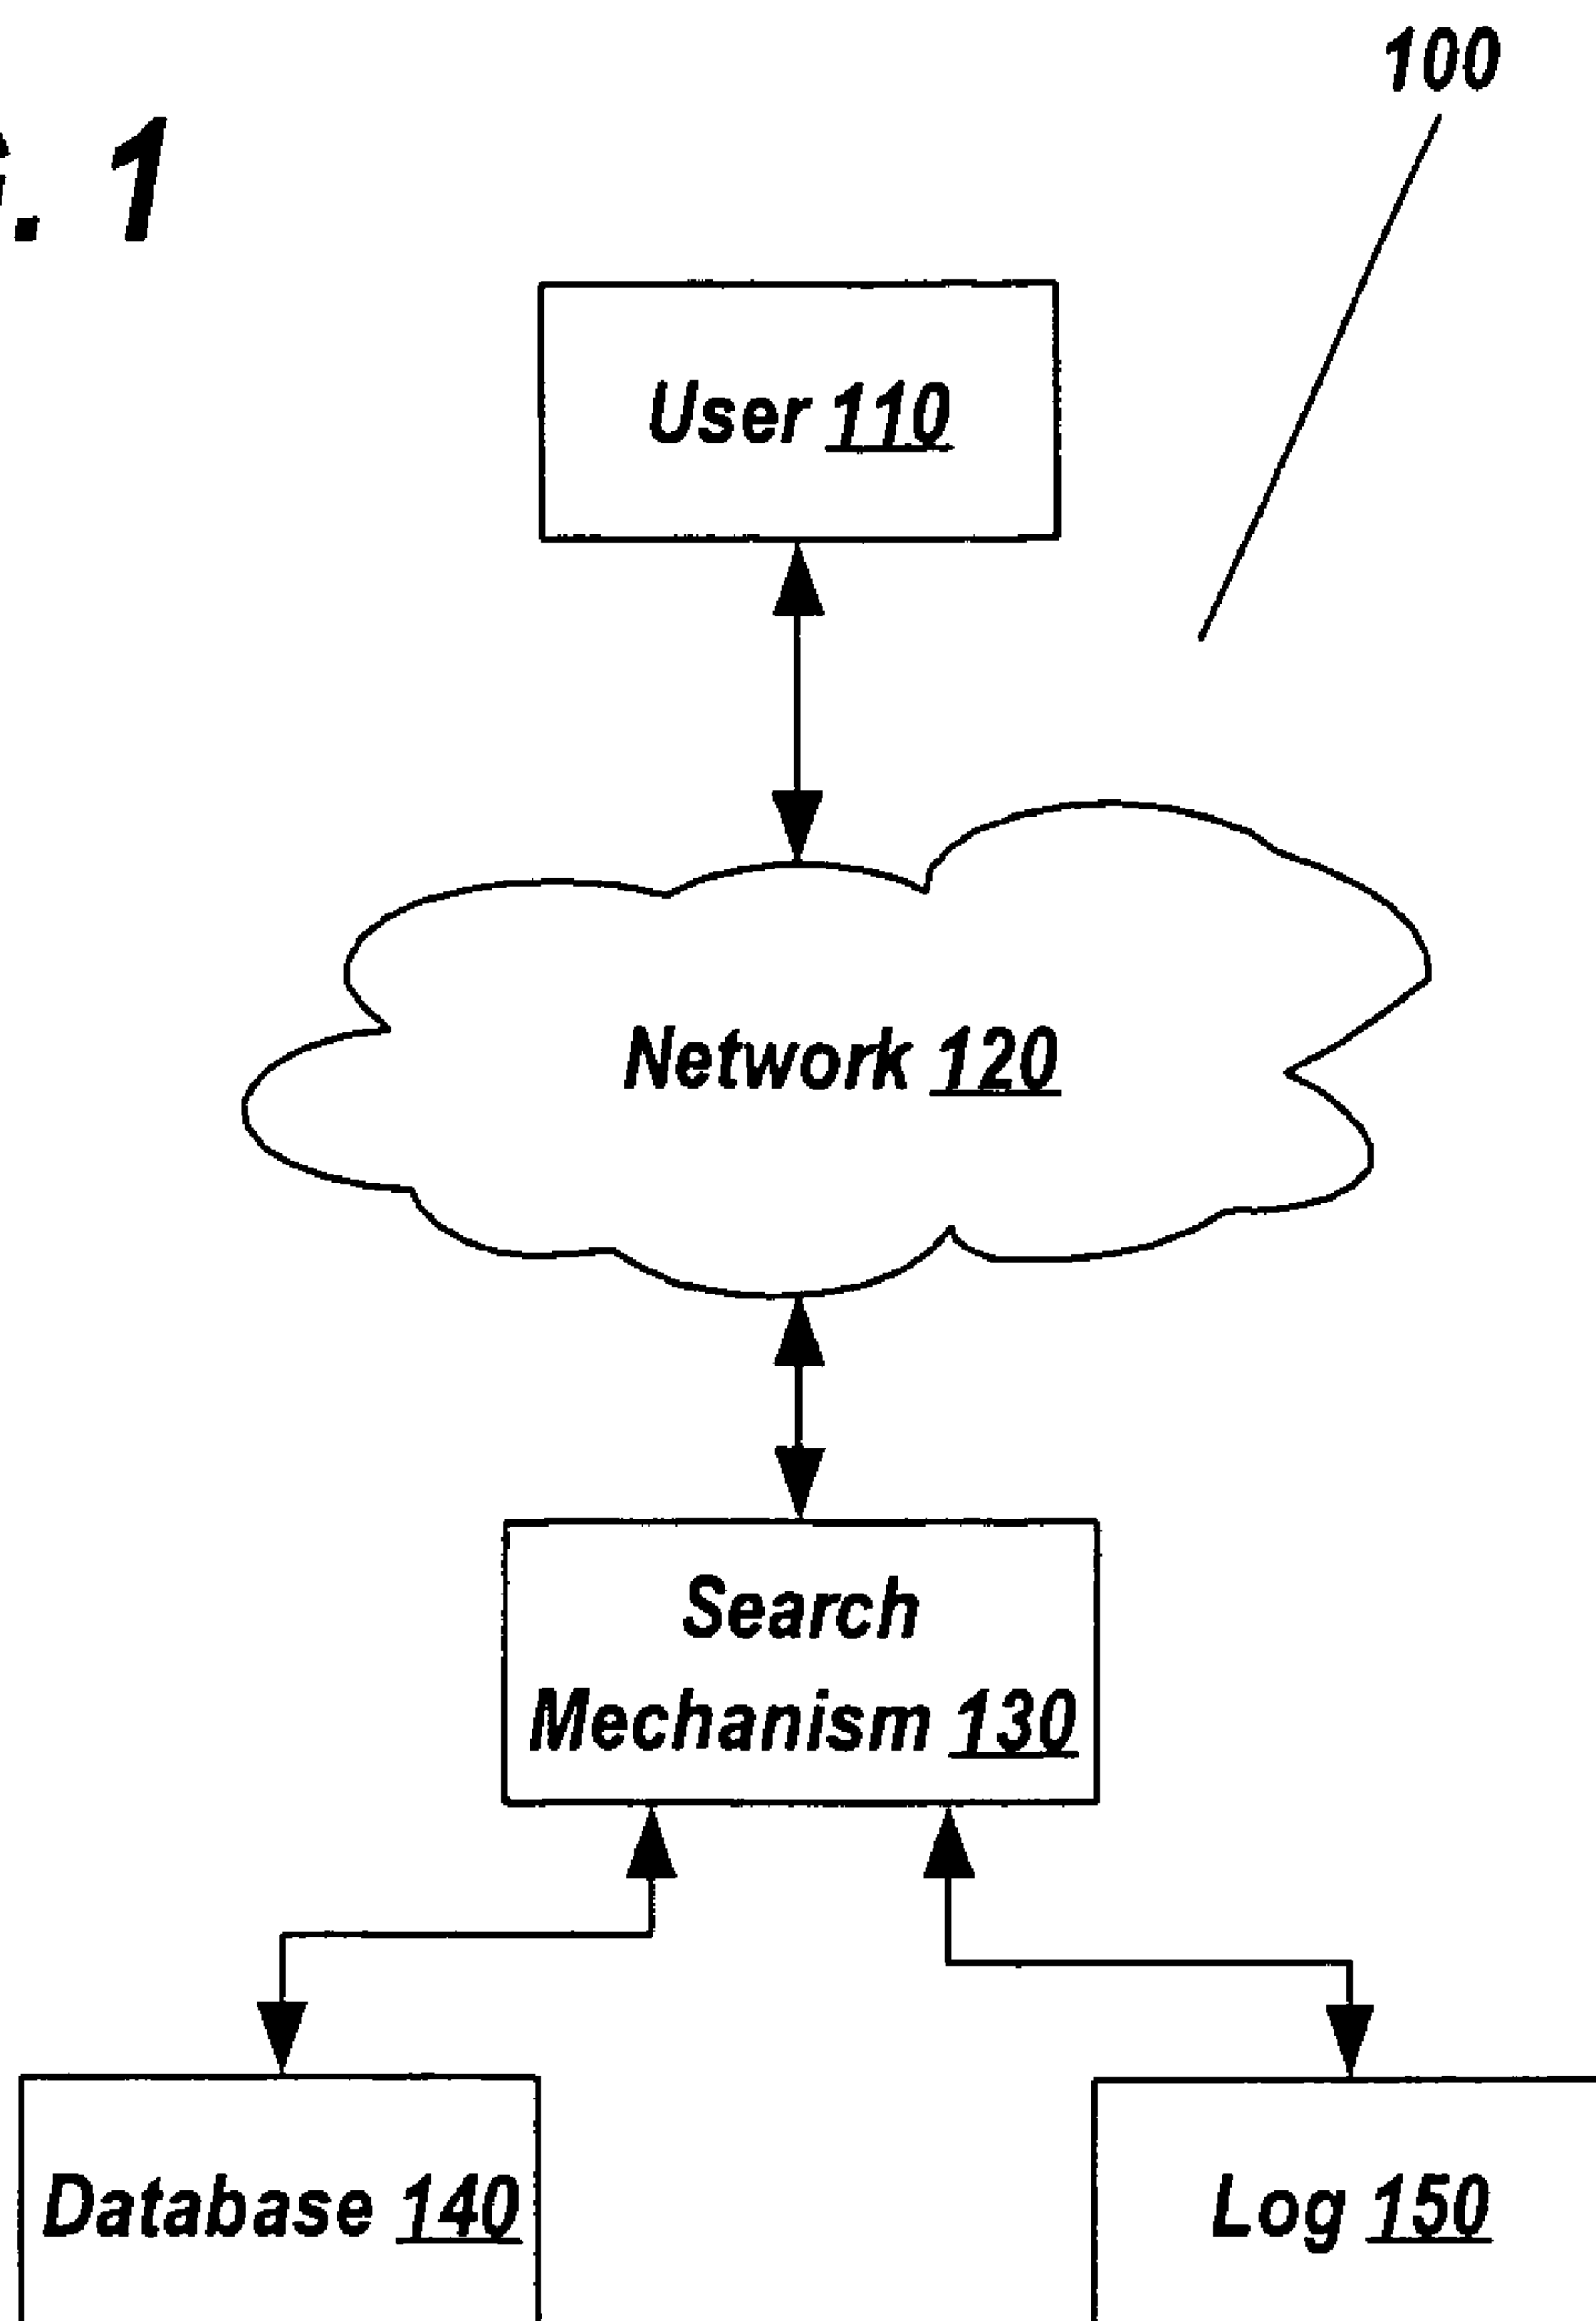 100
G. 1
User 110
Network 120
Search
Mechanism 130
Database 140
Log 150